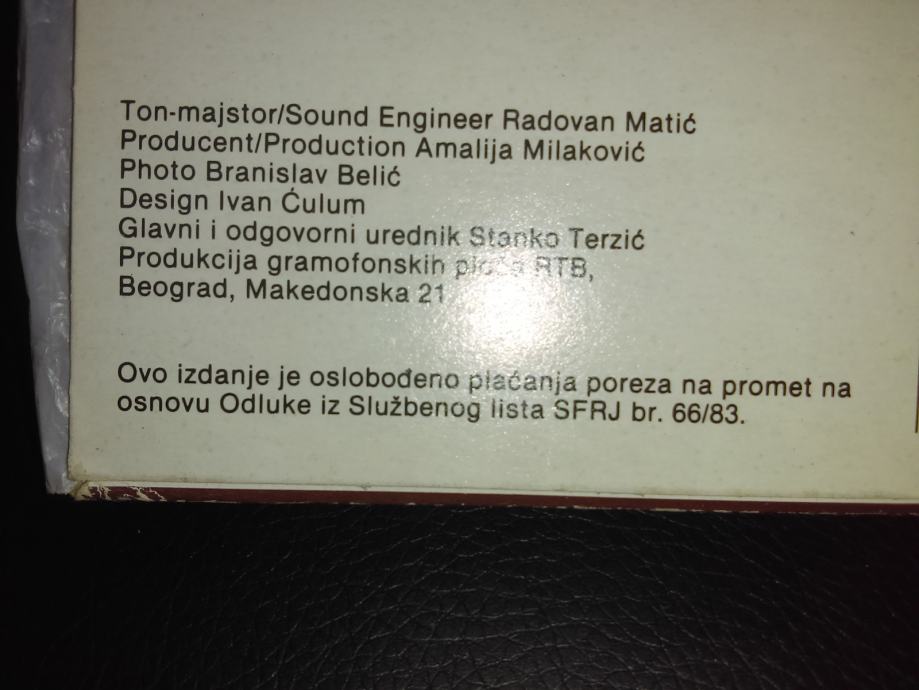 Ton-majstor/Sound Engineer Radovan Matić
Producent/Production Amalija Milaković
Photo Branislav Belić
Design Ivan Ćulum
Glavni i odgovorni urednik Stanko Terzić
Produkcija gramofonskih ploča RTB,
Beograd, Makedonska 21
Ovo izdanje je oslobođeno plaćanja poreza na promet na
osnovu Odluke iz Službenog lista SFRJ br. 66/83.